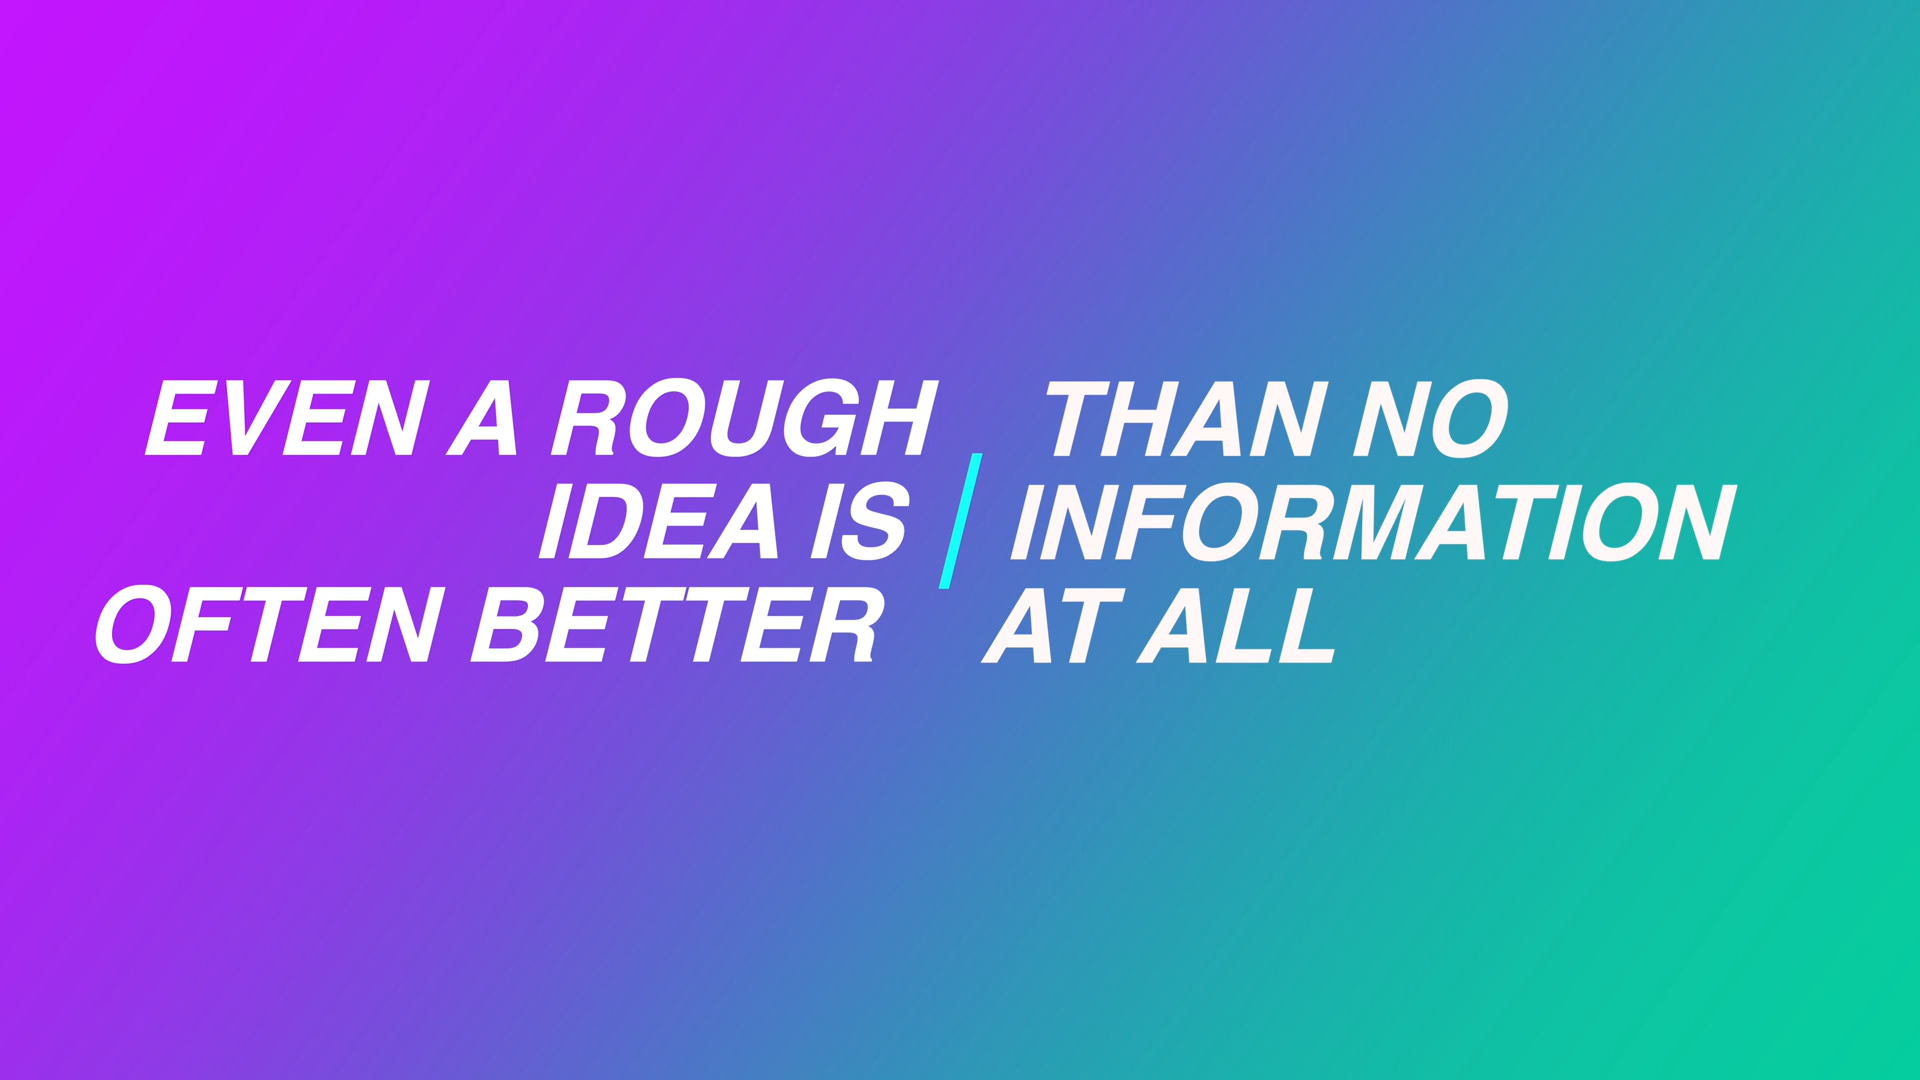 EVEN A ROUGH
IDEA IS
OFTEN BETTER
THAN NO
INFORMATION
AT ALL